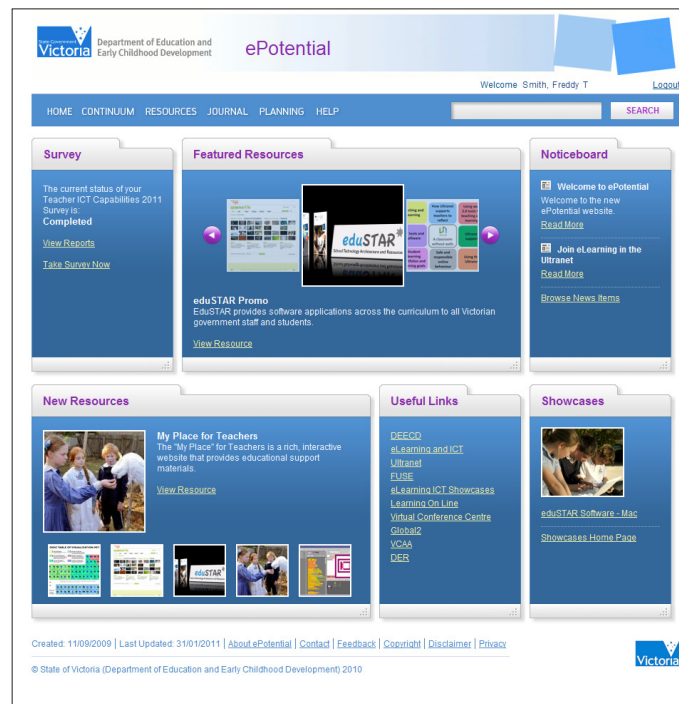 State Government
Victoria
Department of Education and
Early Childhood Development
ePotential
Welcome Smith, Freddy T
Logout
HOME CONTINUUM RESOURCES JOURNAL PLANNING HELP
SEARCH
Survey
The current status of your
Teacher ICT Capabilities 2011
Survey is:
Completed
View Reports
Take Survey Now
Featured Resources
eduSTAR
School Technology Architecture and Resources
eduSTAR Promo
EduSTAR provides software applications across the curriculum to all Victorian
government staff and students.
View Resource
Noticeboard
Welcome to ePotential
Welcome to the new
ePotential website.
Read More
Join eLearning in the
Ultranet
Read More
Browse News Items
New Resources
My Place for Teachers
The "My Place" for Teachers is a rich, interactive
website that provides educational support
materials.
View Resource
eduSTAR
Useful Links
DEECD
eLearning and ICT
Ultranet
FUSE
eLearning ICT Showcases
Learning On Line
Virtual Conference Centre
Global2
VCAA
DER
Showcases
eduSTAR Software - Mac
Showcases Home Page
Created: 11/09/2009 | Last Updated: 31/01/2011 | About ePotential | Contact | Feedback | Copyright | Disclaimer | Privacy
© State of Victoria (Department of Education and Early Childhood Development) 2010
Victoria